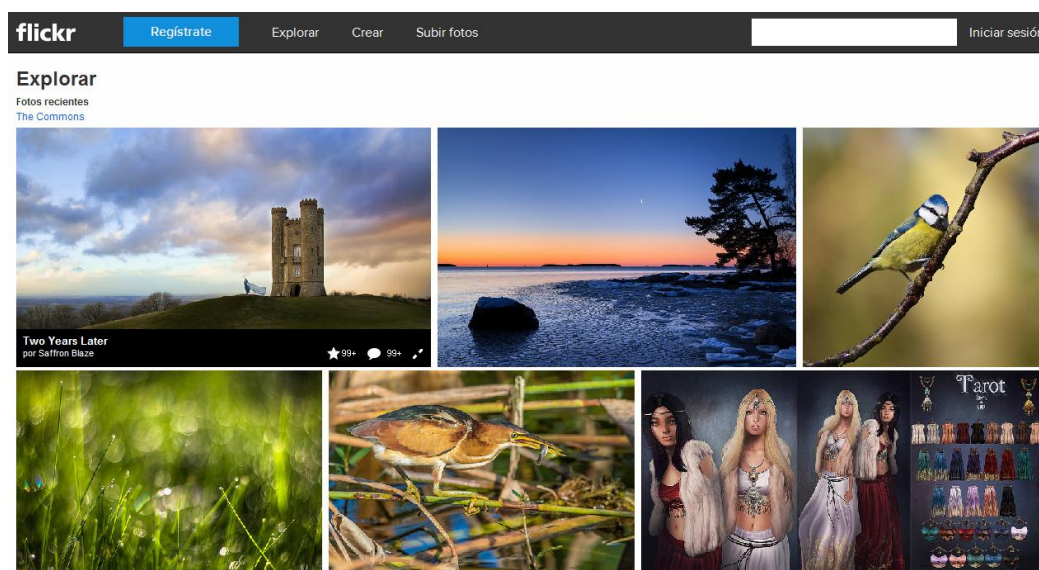 flickr
Regístrate
Explorar
Crear
Subir fotos
Iniciar sesión
Explorar
Fotos recientes
The Commons
Two Years Later
por Saffron Blaze
99+
99+
Tarot